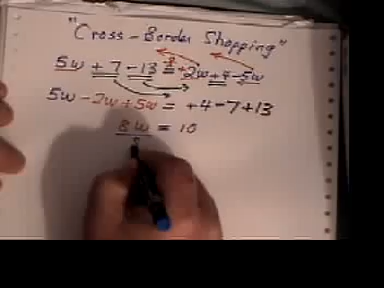 "Cross-Border Shopping"
5w + 7 - 13 = +2w + 4 - 5w
5w - 2w + 5w = +4 - 7 + 13
8w = 10